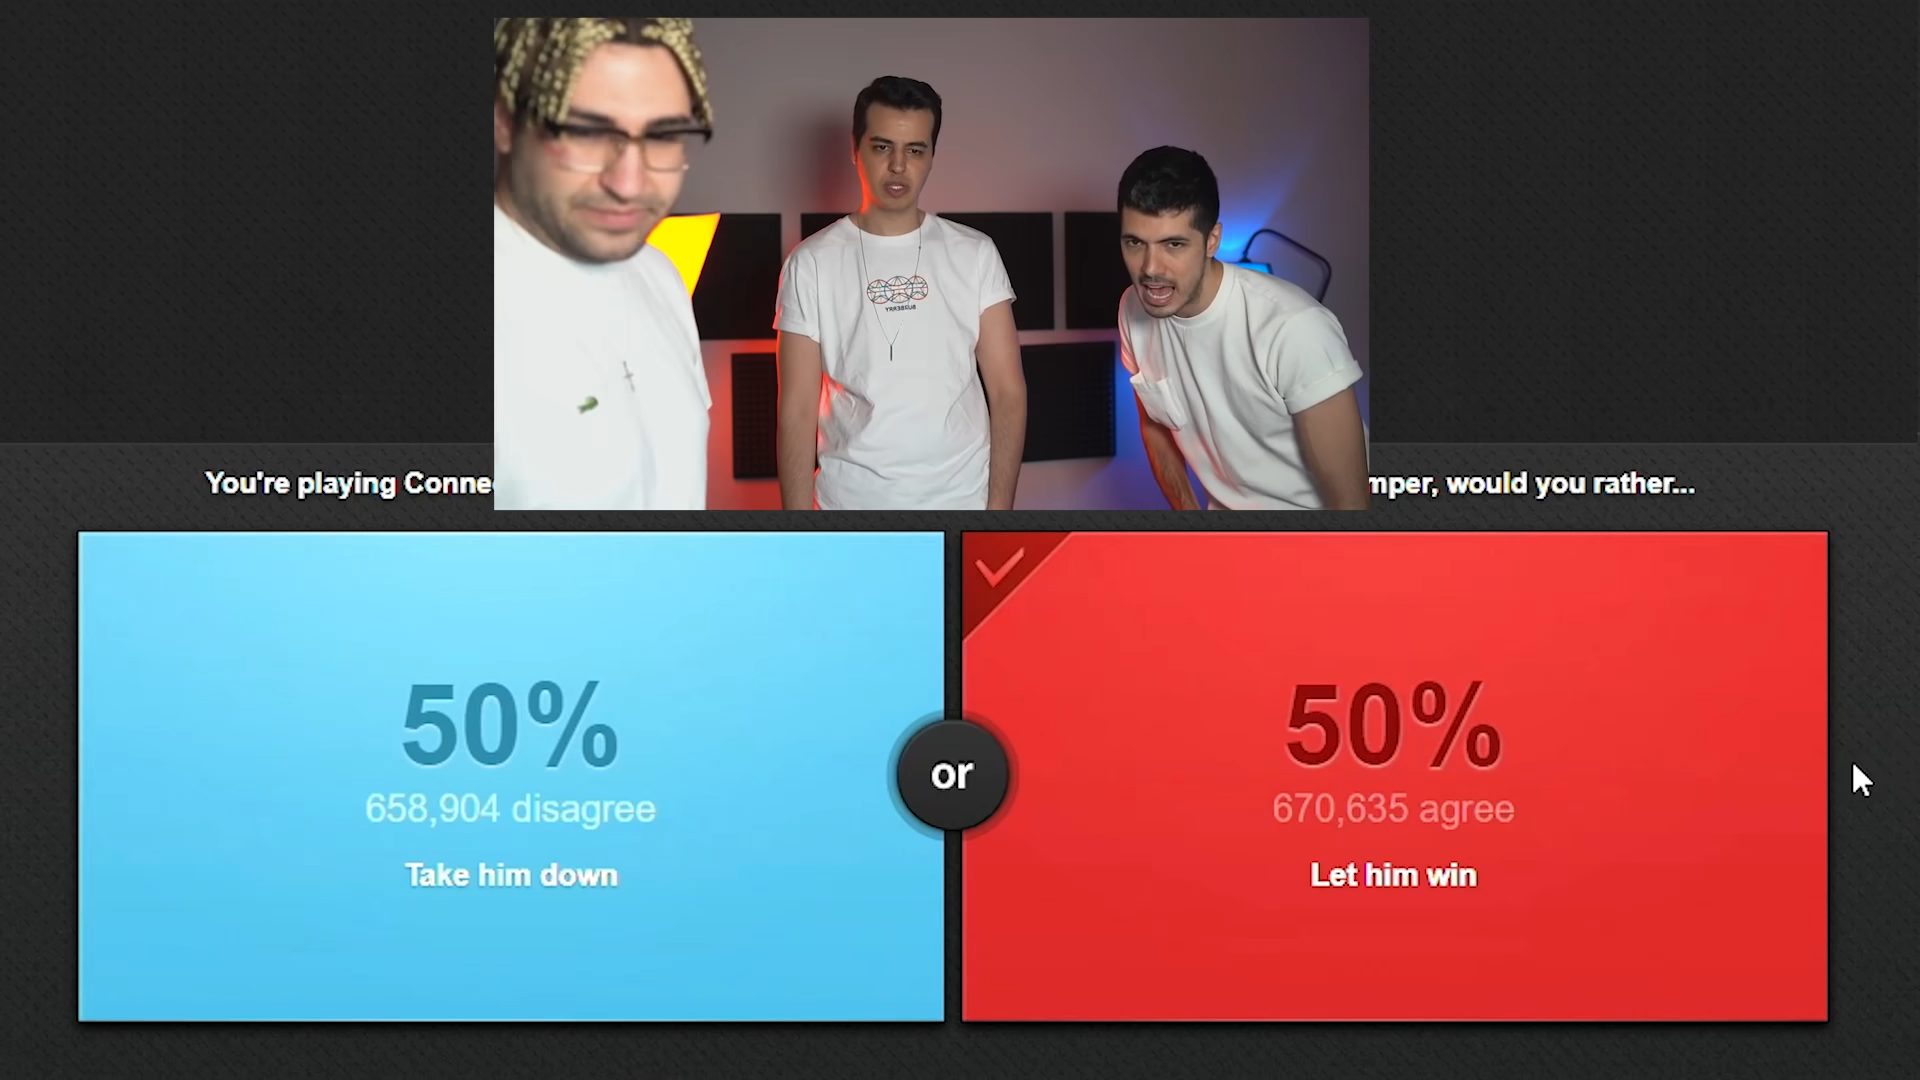 You're playing Conne
mper, would you rather...
50%
658,904 disagree
Take him down
or
50%
670,635 agree
Let him win